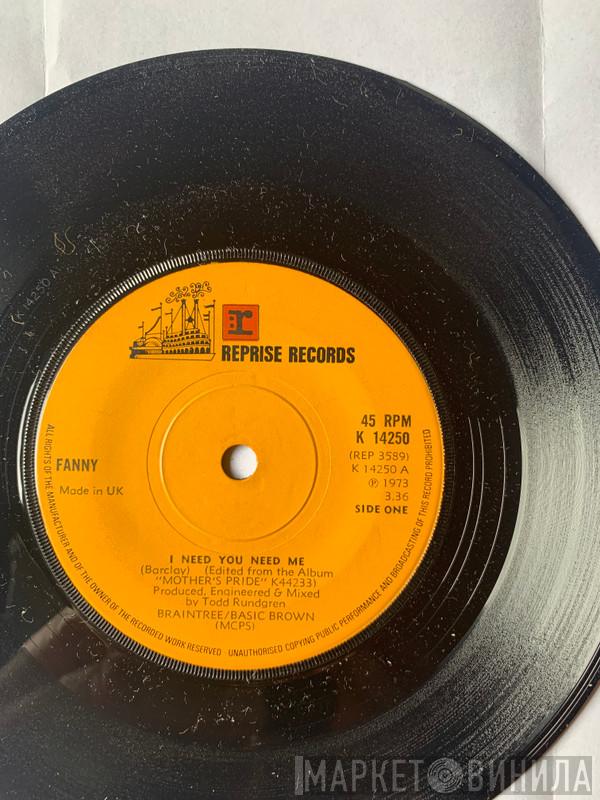 r
REPRISE RECORDS
45 RPM
K 14250
(REP 3589)
K 14250 A
℗ 1973
3.36
SIDE ONE
FANNY
Made in UK
I NEED YOU NEED ME
(Barclay) (Edited from the Album
"MOTHER'S PRIDE" K44233)
Produced, Engineered & Mixed
by Todd Rundgren
BRAINTREE/BASIC BROWN
(MCPS)
ALL RIGHTS OF THE MANUFACTURER AND OF THE OWNER OF THE RECORDED WORK RESERVED · UNAUTHORISED COPYING PUBLIC PERFORMANCE AND BROADCASTING OF THIS RECORD PROHIBITED
K 14250 A
МАРКЕТ ВИНИЛА